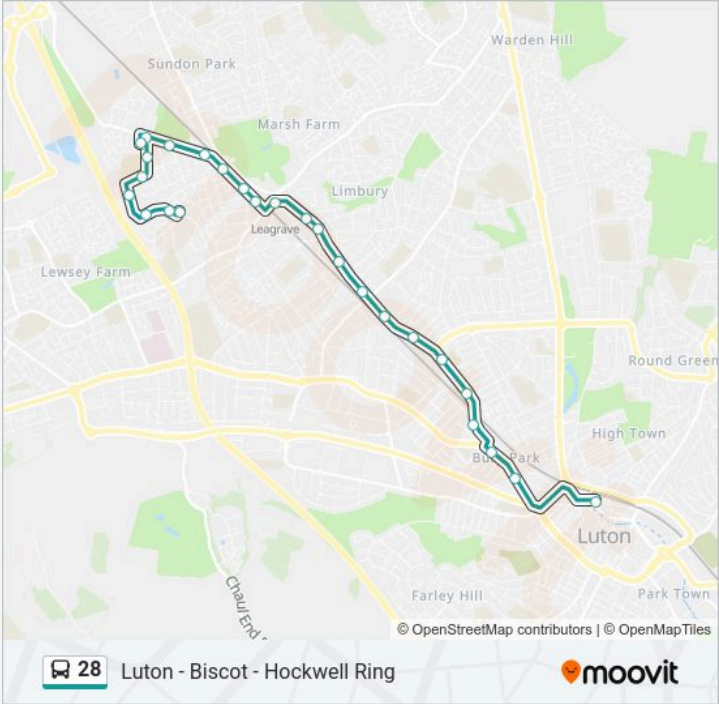 Warden Hill
Sundon Park
Marsh Farm
Limbury
Leagrave
Lewsey Farm
Round Green
High Town
Park
Luton
Chaul End
Farley Hill
Park Town
© OpenStreetMap contributors | © OpenMapTiles
28 Luton - Biscot - Hockwell Ring
moovit